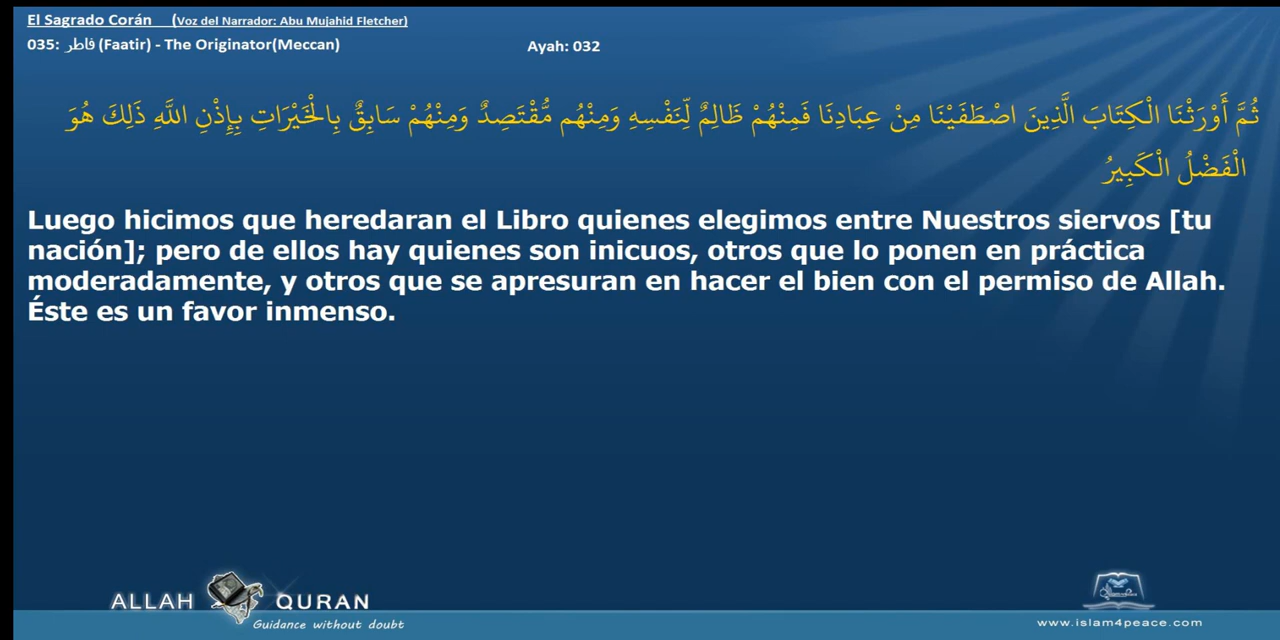 El Sagrado Corán (Voz del Narrador: Abu Mujahid Fletcher)
035: فاطر (Faatir) - The Originator(Meccan) Ayah: 032
ثُمَّ أَوْرَثْنَا الْكِتَابَ الَّذِينَ اصْطَفَيْنَا مِنْ عِبَادِنَا فَمِنْهُمْ ظَالِمٌ لِّنَفْسِهِ وَمِنْهُم مُّقْتَصِدٌ وَمِنْهُمْ سَابِقٌ بِالْخَيْرَاتِ بِإِذْنِ اللَّهِ ذَلِكَ هُوَ
الْفَضْلُ الْكَبِيرُ
Luego hicimos que heredaran el Libro quienes elegimos entre Nuestros siervos [tu
nación]; pero de ellos hay quienes son inicuos, otros que lo ponen en práctica
moderadamente, y otros que se apresuran en hacer el bien con el permiso de Allah.
Éste es un favor inmenso.
ALLAH QURAN
Guidance without doubt
www.islam4peace.com